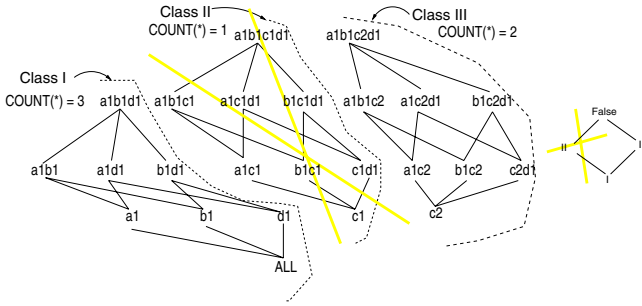 Class II
COUNT(*) = 1
Class III
COUNT(*) = 2
a1b1c1d1
a1b1c2d1
Class I
COUNT(*) = 3
a1b1d1
a1b1c1
a1c1d1
b1c1d1
a1b1c2
a1c2d1
b1c2d1
False
II
I
I
a1b1
a1d1
b1d1
a1c1
b1c1
c1d1
a1c2
b1c2
c2d1
a1
b1
d1
c1
c2
ALL